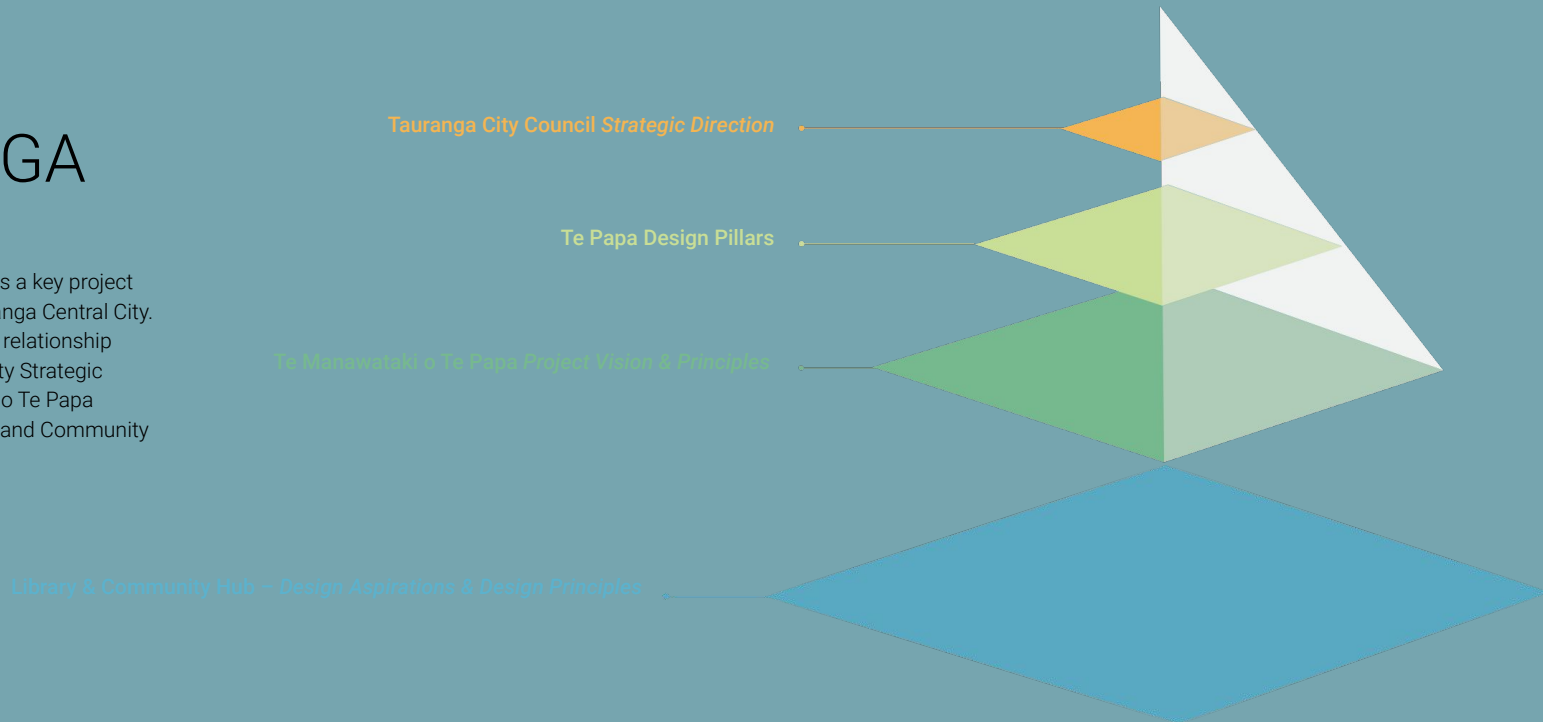 GA
s a key project
anga Central City.
relationship
ty Strategic
o Te Papa
and Community
Tauranga City Council Strategic Direction
Te Papa Design Pillars
Te Manawataki o Te Papa Project Vision & Principles
Library & Community Hub – Design Aspirations & Design Principles